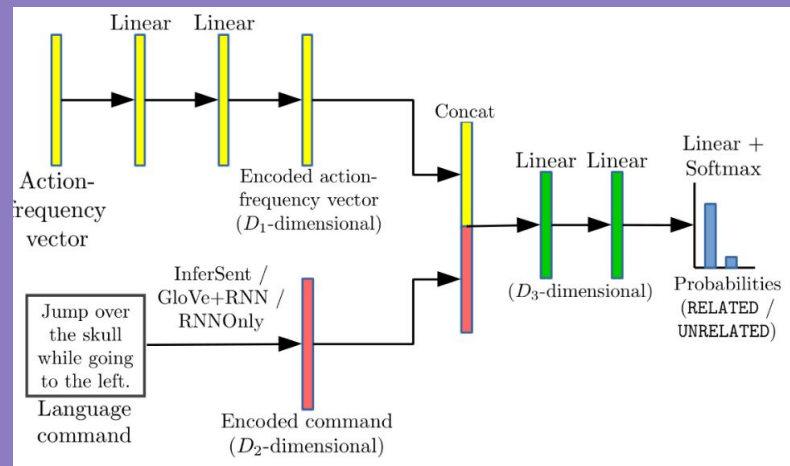 Linear
Linear
Action-
frequency
vector
Encoded action-
frequency vector
(D₁-dimensional)
Concat
Linear
Linear
(D₃-dimensional)
Linear +
Softmax
Probabilities
(RELATED /
UNRELATED)
Jump over
the skull
while going
to the left.
Language
command
InferSent /
GloVe+RNN /
RNNOnly
Encoded command
(D₂-dimensional)